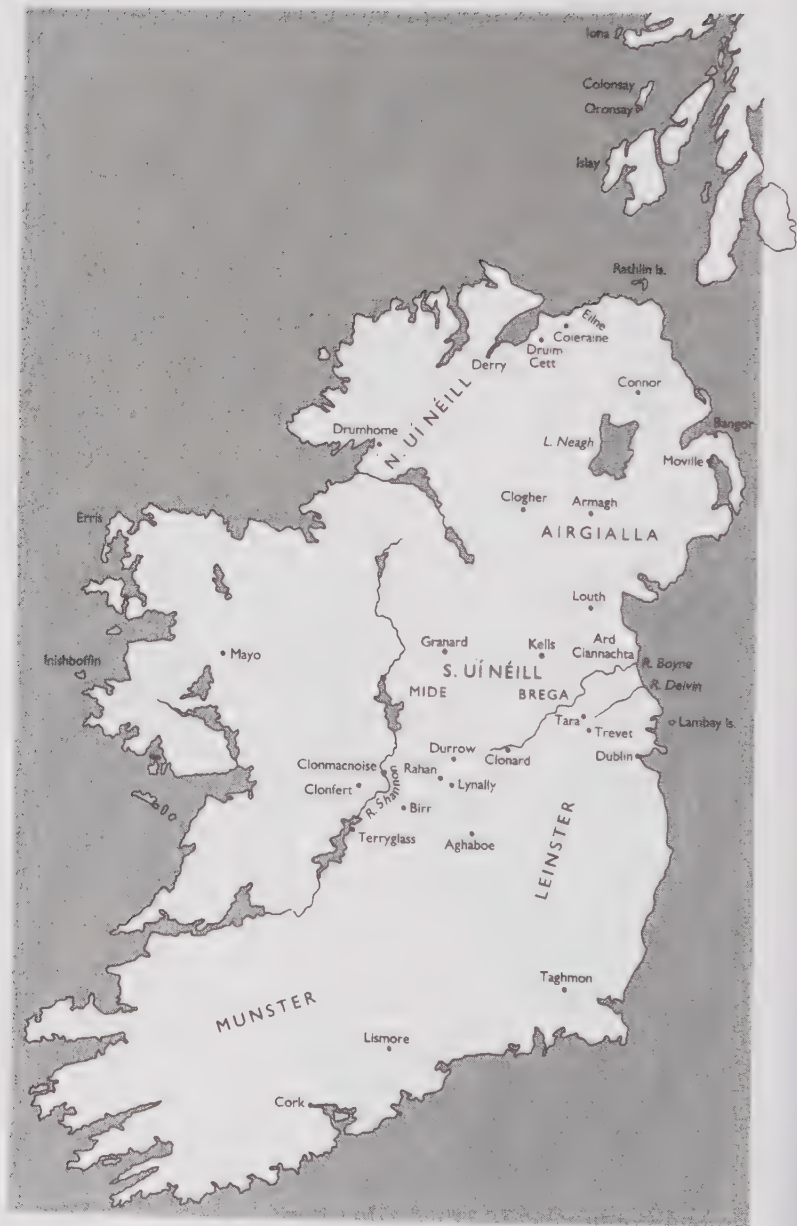 Iona
Colonsay
Oronsay
Islay
Rathlin Is.
Eilne
Coleraine
Druim
Cett
Derry
Connor
N. UÍ NÉILL
Drumhome
Bangor
L. Neagh
Moville
Clogher
Armagh
AIRGIALLA
Erris
Louth
Inishboffin
Mayo
Granard
Kells
Ard
Ciannachta
S. UÍ NÉILL
R. Boyne
MIDE
BREGA
R. Delvin
Tara
Trevet
Lambay Is.
Durrow
Clonard
Dublin
Clonmacnoise
Rahan
Clonfert
Lynally
R. Shannon
Birr
Terryglass
Aghaboe
LEINSTER
Taghmon
MUNSTER
Lismore
Cork